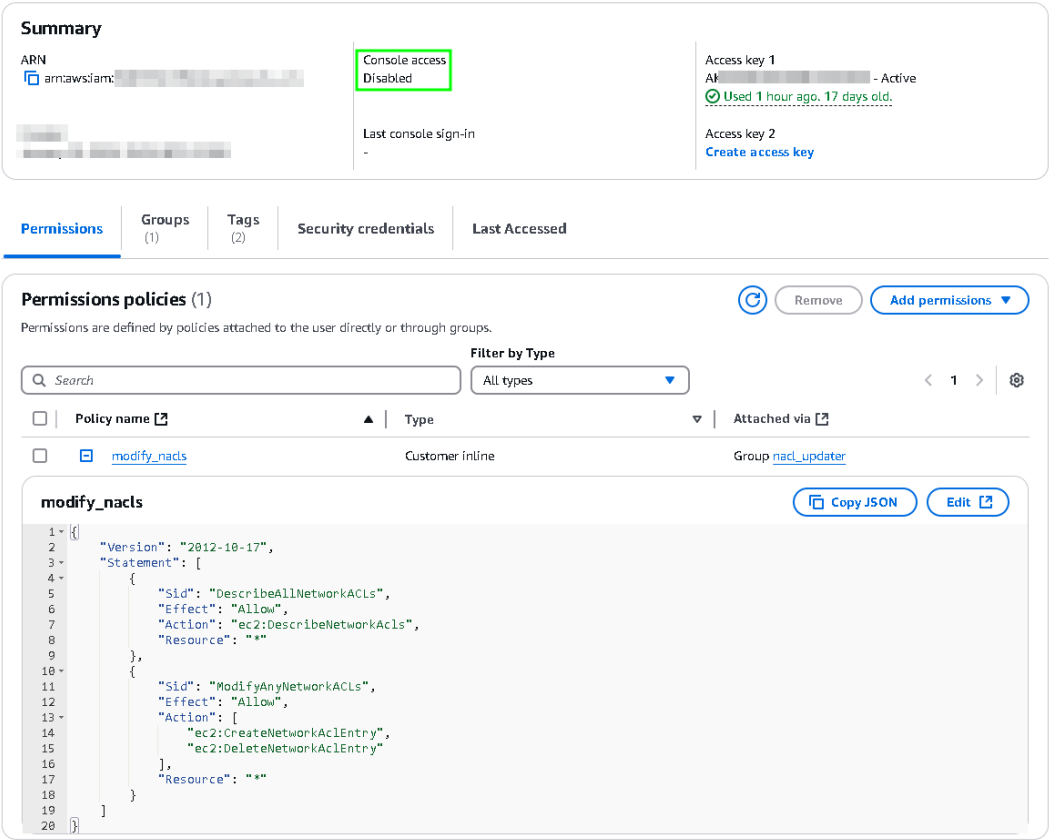 Summary
ARN
arn:aws:iam:
Console access
Disabled
Last console sign-in
-
Access key 1
AK - Active
Used 1 hour ago. 17 days old.
Access key 2
Create access key
Permissions
Groups
(1)
Tags
(2)
Security credentials
Last Accessed
Permissions policies (1)
Remove
Add permissions
Permissions are defined by policies attached to the user directly or through groups.
Filter by Type
Search
All types
1
Policy name
Type
Attached via
modify_nacls
Customer inline
Group nacl_updater
modify_nacls
Copy JSON
Edit
1 {
2 "Version": "2012-10-17",
3 "Statement": [
4 {
5 "Sid": "DescribeAllNetworkACLs",
6 "Effect": "Allow",
7 "Action": "ec2:DescribeNetworkAcls",
8 "Resource": "*"
9 },
10 {
11 "Sid": "ModifyAnyNetworkACLs",
12 "Effect": "Allow",
13 "Action": [
14 "ec2:CreateNetworkAclEntry",
15 "ec2:DeleteNetworkAclEntry"
16 ],
17 "Resource": "*"
18 }
19 ]
20 }